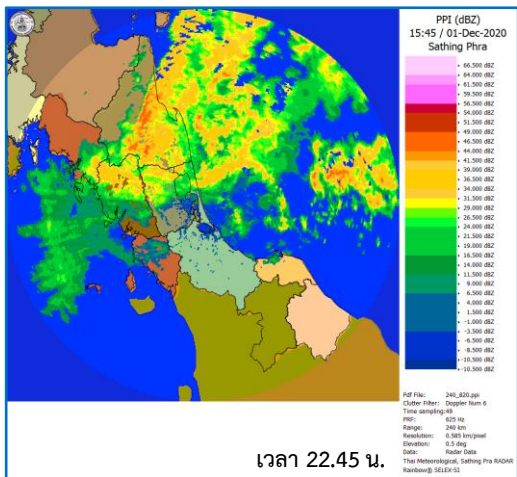 PPI (dBZ)
15:45 / 01-Dec-2020
Sathing Phra
+ 66.500 dBZ
+ 64.000 dBZ
+ 61.500 dBZ
+ 59.500 dBZ
+ 56.500 dBZ
+ 54.000 dBZ
+ 51.500 dBZ
+ 49.000 dBZ
+ 46.500 dBZ
+ 44.000 dBZ
+ 41.500 dBZ
+ 39.000 dBZ
+ 36.500 dBZ
+ 34.000 dBZ
+ 31.500 dBZ
+ 29.000 dBZ
+ 26.500 dBZ
+ 24.000 dBZ
+ 21.500 dBZ
+ 19.000 dBZ
+ 16.500 dBZ
+ 14.000 dBZ
+ 11.500 dBZ
+ 9.000 dBZ
+ 6.500 dBZ
+ 4.000 dBZ
+ 1.500 dBZ
+ -1.000 dBZ
+ -3.500 dBZ
+ -6.500 dBZ
+ -8.500 dBZ
+ -10.500 dBZ
Pdf File: 240_820.ppi
Clutter Filter: Doppler Num 6
Time sampling:49
PRF: 625 Hz
Range: 240 km
Resolution: 0.585 km/pixel
Elevation: 0.5 deg
Data: Radar Data
Thai Meteorological, Sathing Pra RADAR
Rainbow® SELEX-SI
เวลา 22.45 น.